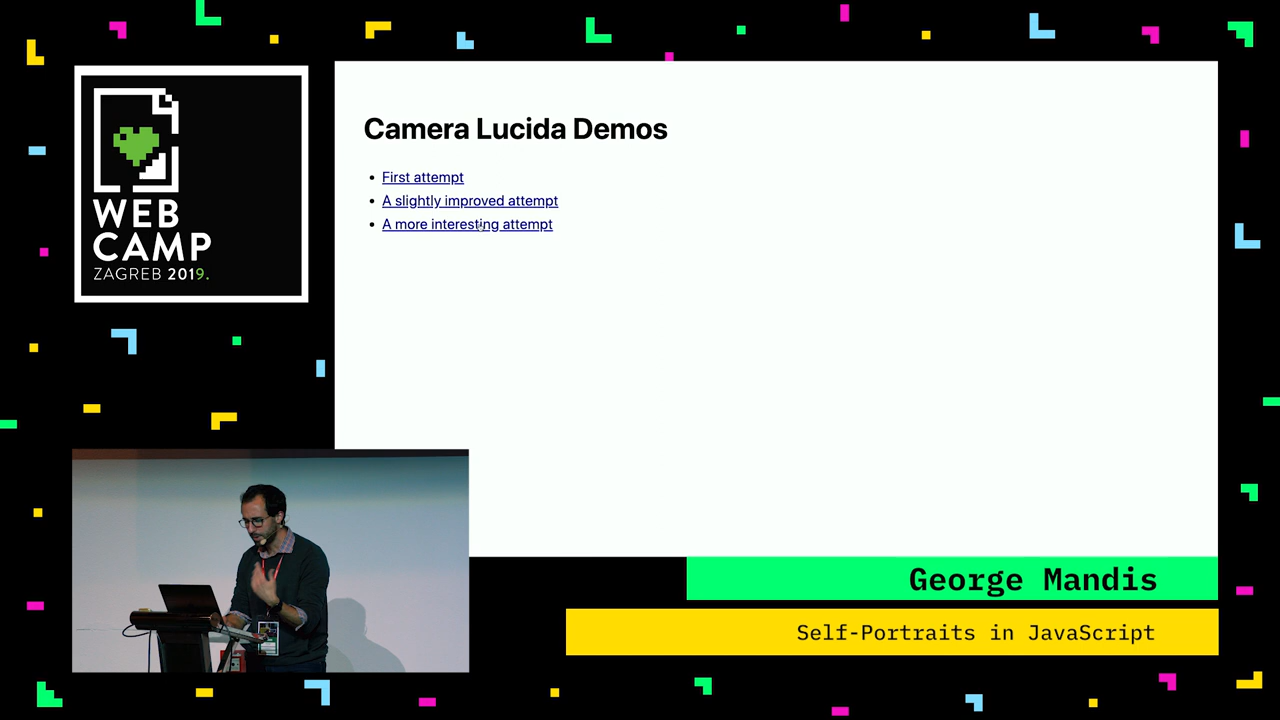 WEB
CAMP
ZAGREB 2019.
Camera Lucida Demos
First attempt
A slightly improved attempt
A more interesting attempt
George Mandis
Self-Portraits in JavaScript